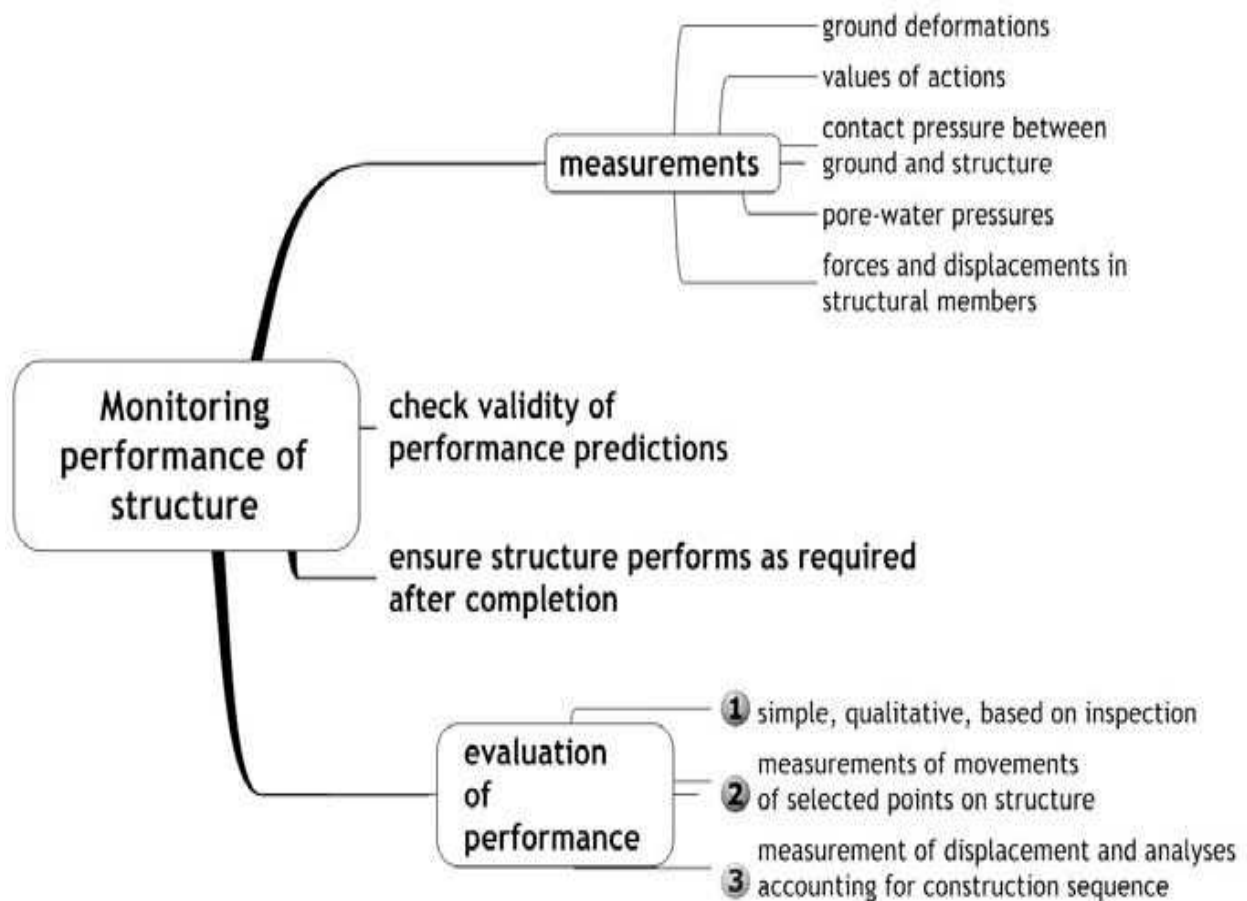 ground deformations
values of actions
contact pressure between
ground and structure
measurements
pore-water pressures
forces and displacements in
structural members
Monitoring
performance of
structure
check validity of
performance predictions
ensure structure performs as required
after completion
evaluation
of
performance
1 simple, qualitative, based on inspection
measurements of movements
2 of selected points on structure
measurement of displacement and analyses
3 accounting for construction sequence